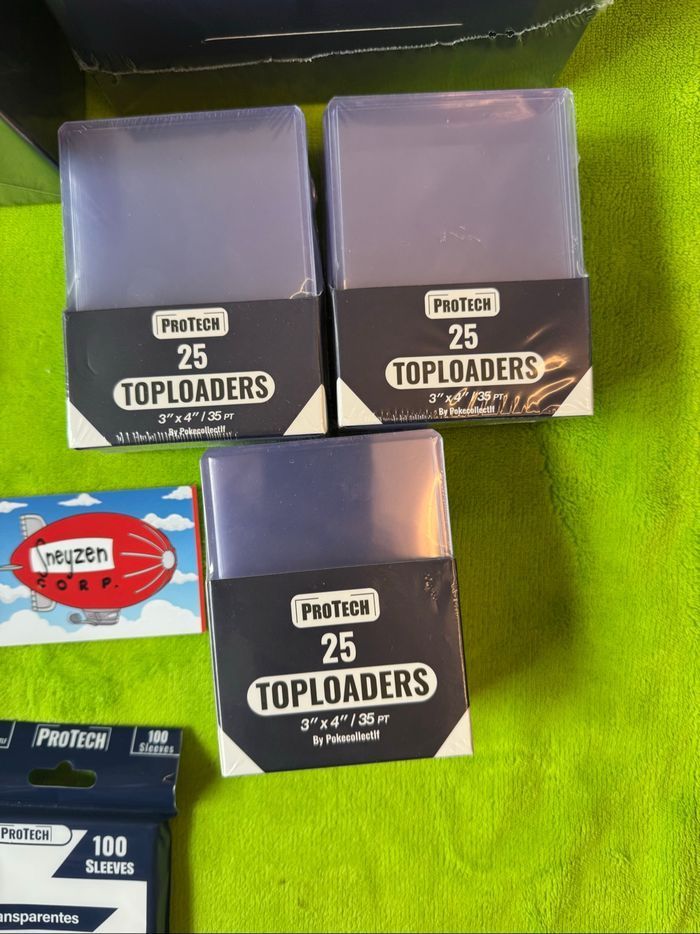 PROTECH
25
TOPLOADERS
3" x 4" / 35 PT
By Pokecollectif
PROTECH
25
TOPLOADERS
3" x 4" / 35 PT
By Pokecollectif
Sneyzen
CORP.
PROTECH
25
TOPLOADERS
3" x 4" / 35 PT
By Pokecollectif
PROTECH
100
Sleeves
PROTECH
100
SLEEVES
ansparentes